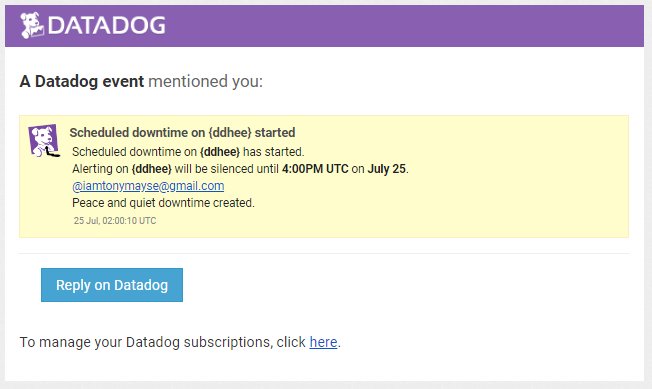 DATADOG
A Datadog event mentioned you:
Scheduled downtime on {ddhee} started
Scheduled downtime on {ddhee} has started.
Alerting on {ddhee} will be silenced until 4:00PM UTC on July 25.
@iamtonymayse@gmail.com
Peace and quiet downtime created.
25 Jul, 02:00:10 UTC
Reply on Datadog
To manage your Datadog subscriptions, click here.